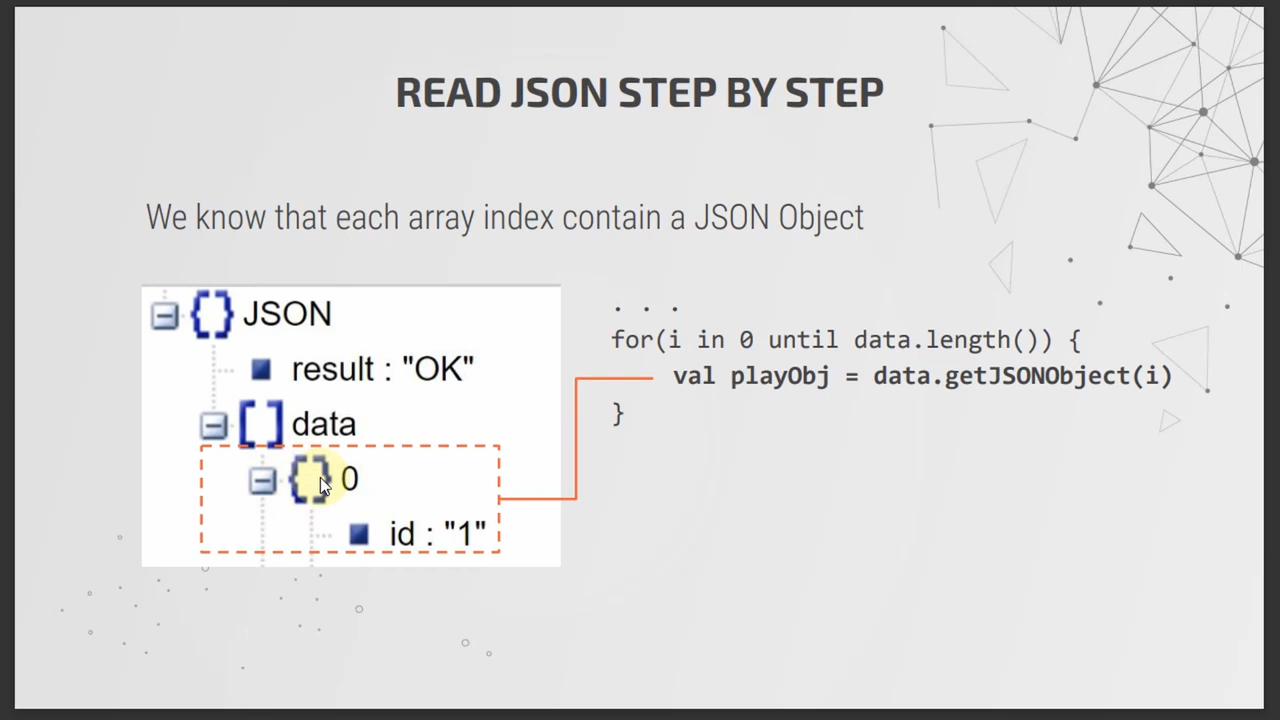 READ JSON STEP BY STEP
We know that each array index contain a JSON Object
{} JSON
result : "OK"
[] data
{} 0
id : "1"
. . .
for(i in 0 until data.length()) {
val playObj = data.getJSONObject(i)
}